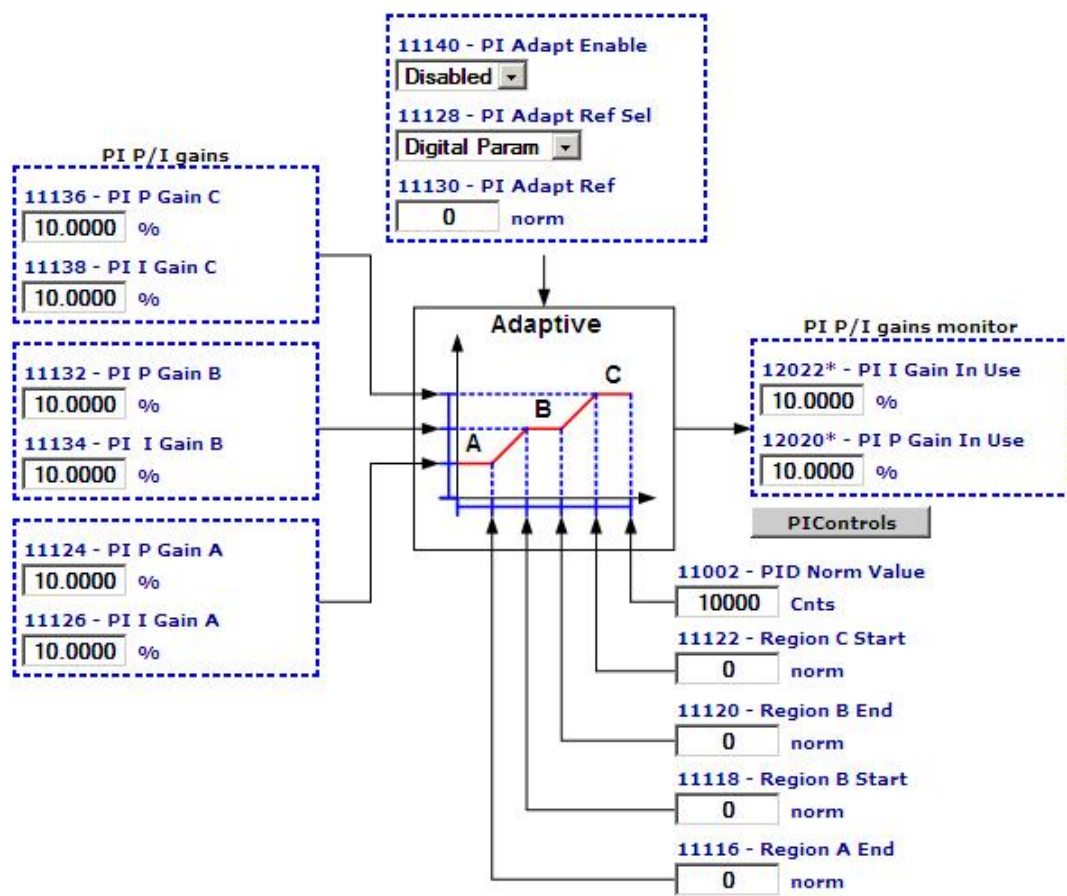 11140 - PI Adapt Enable
Disabled
11128 - PI Adapt Ref Sel
Digital Param
11130 - PI Adapt Ref
0 norm
PI P/I gains
11136 - PI P Gain C
10.0000 %
11138 - PI I Gain C
10.0000 %
11132 - PI P Gain B
10.0000 %
11134 - PI  I Gain B
10.0000 %
11124 - PI P Gain A
10.0000 %
11126 - PI I Gain A
10.0000 %
Adaptive
C
B
A
PI P/I gains monitor
12022* - PI I Gain In Use
10.0000 %
12020* - PI P Gain In Use
10.0000 %
PIControls
11002 - PID Norm Value
10000 Cnts
11122 - Region C Start
0 norm
11120 - Region B End
0 norm
11118 - Region B Start
0 norm
11116 - Region A End
0 norm